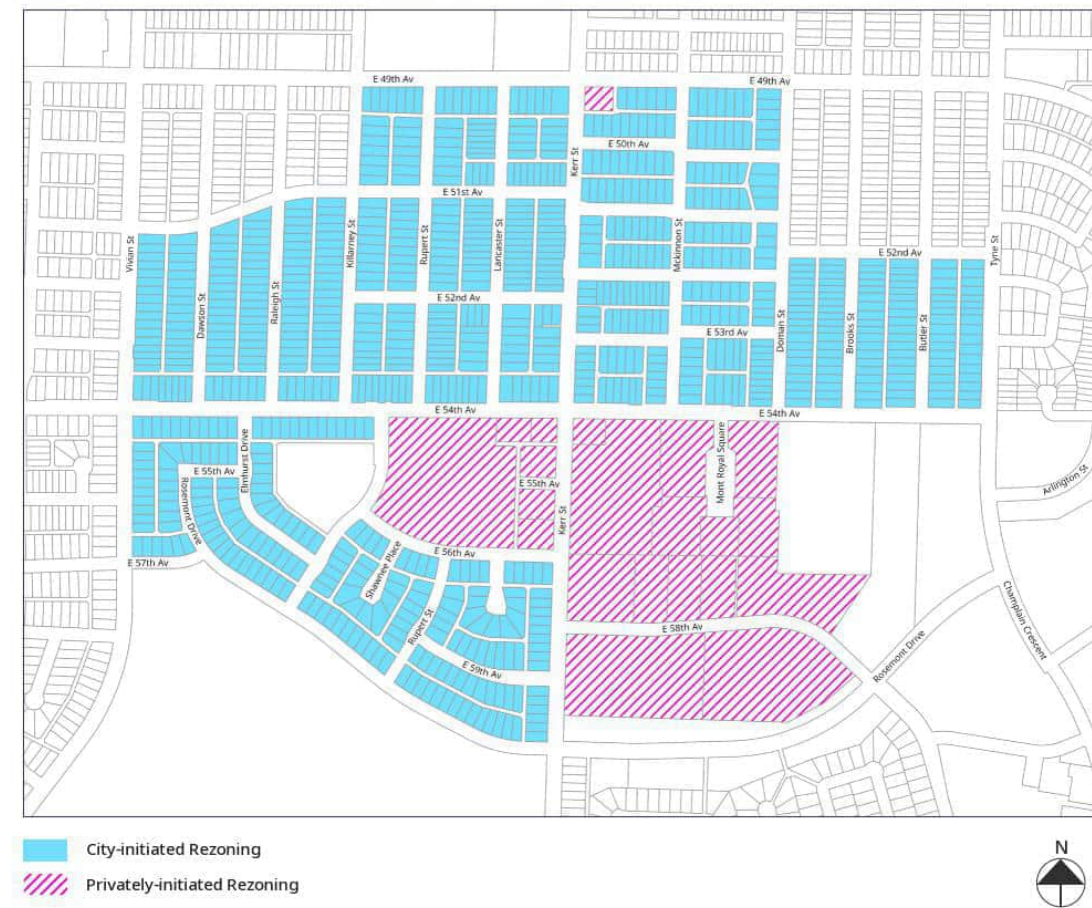 E 49th Av
E 49th Av
E 50th Av
Kerr St
E 51st Av
Vivian St
Killarney St
Rupert St
Lancaster St
Mckinnon St
Tyne St
E 52nd Av
Dawson St
Raleigh St
E 52nd Av
Doman St
Brooks St
Butler St
E 53rd Av
E 54th Av
E 54th Av
Elmhurst Drive
Mont Royal Square
E 55th Av
E 55th Av
Arlington St
Rosemont Drive
Kerr St
E 56th Av
E 57th Av
Shawnee Place
Rupert St
E 58th Av
Champlain Crescent
Rosemont Drive
E 59th Av
City-initiated Rezoning
Privately-initiated Rezoning
N